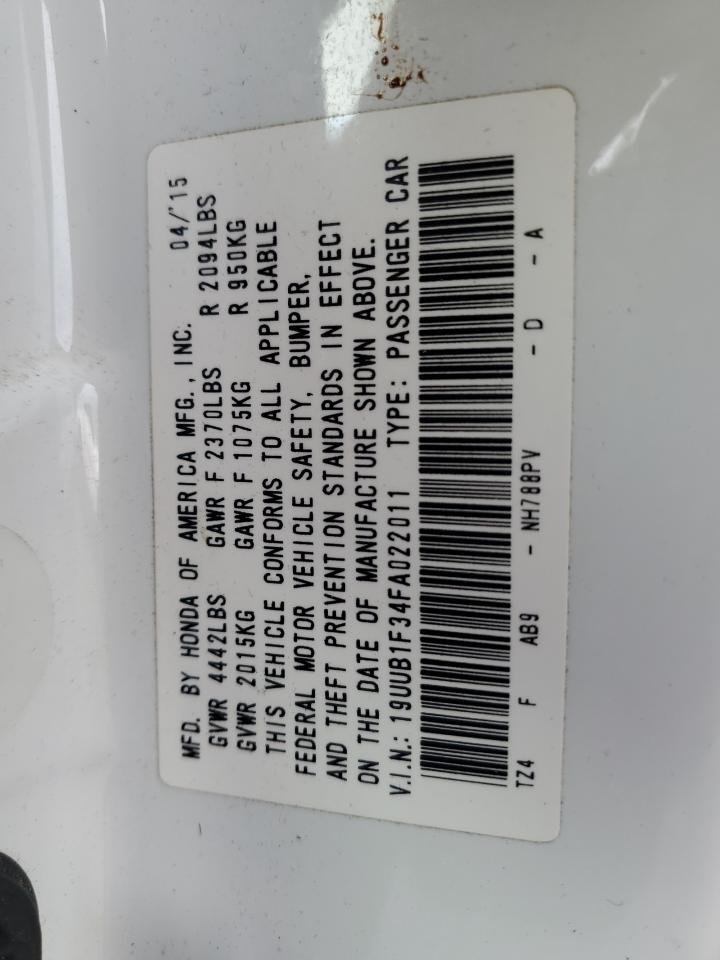 MFD. BY HONDA OF AMERICA MFG., INC. 04/'15
GVWR 4442LBS GAWR F 2370LBS R 2094LBS
GVWR 2015KG GAWR F 1075KG R 950KG
THIS VEHICLE CONFORMS TO ALL APPLICABLE
FEDERAL MOTOR VEHICLE SAFETY, BUMPER,
AND THEFT PREVENTION STANDARDS IN EFFECT
ON THE DATE OF MANUFACTURE SHOWN ABOVE.
V.I.N.: 19UUB1F34FA022011 TYPE: PASSENGER CAR
TZ4 F AB9 - NH788PV - D - A